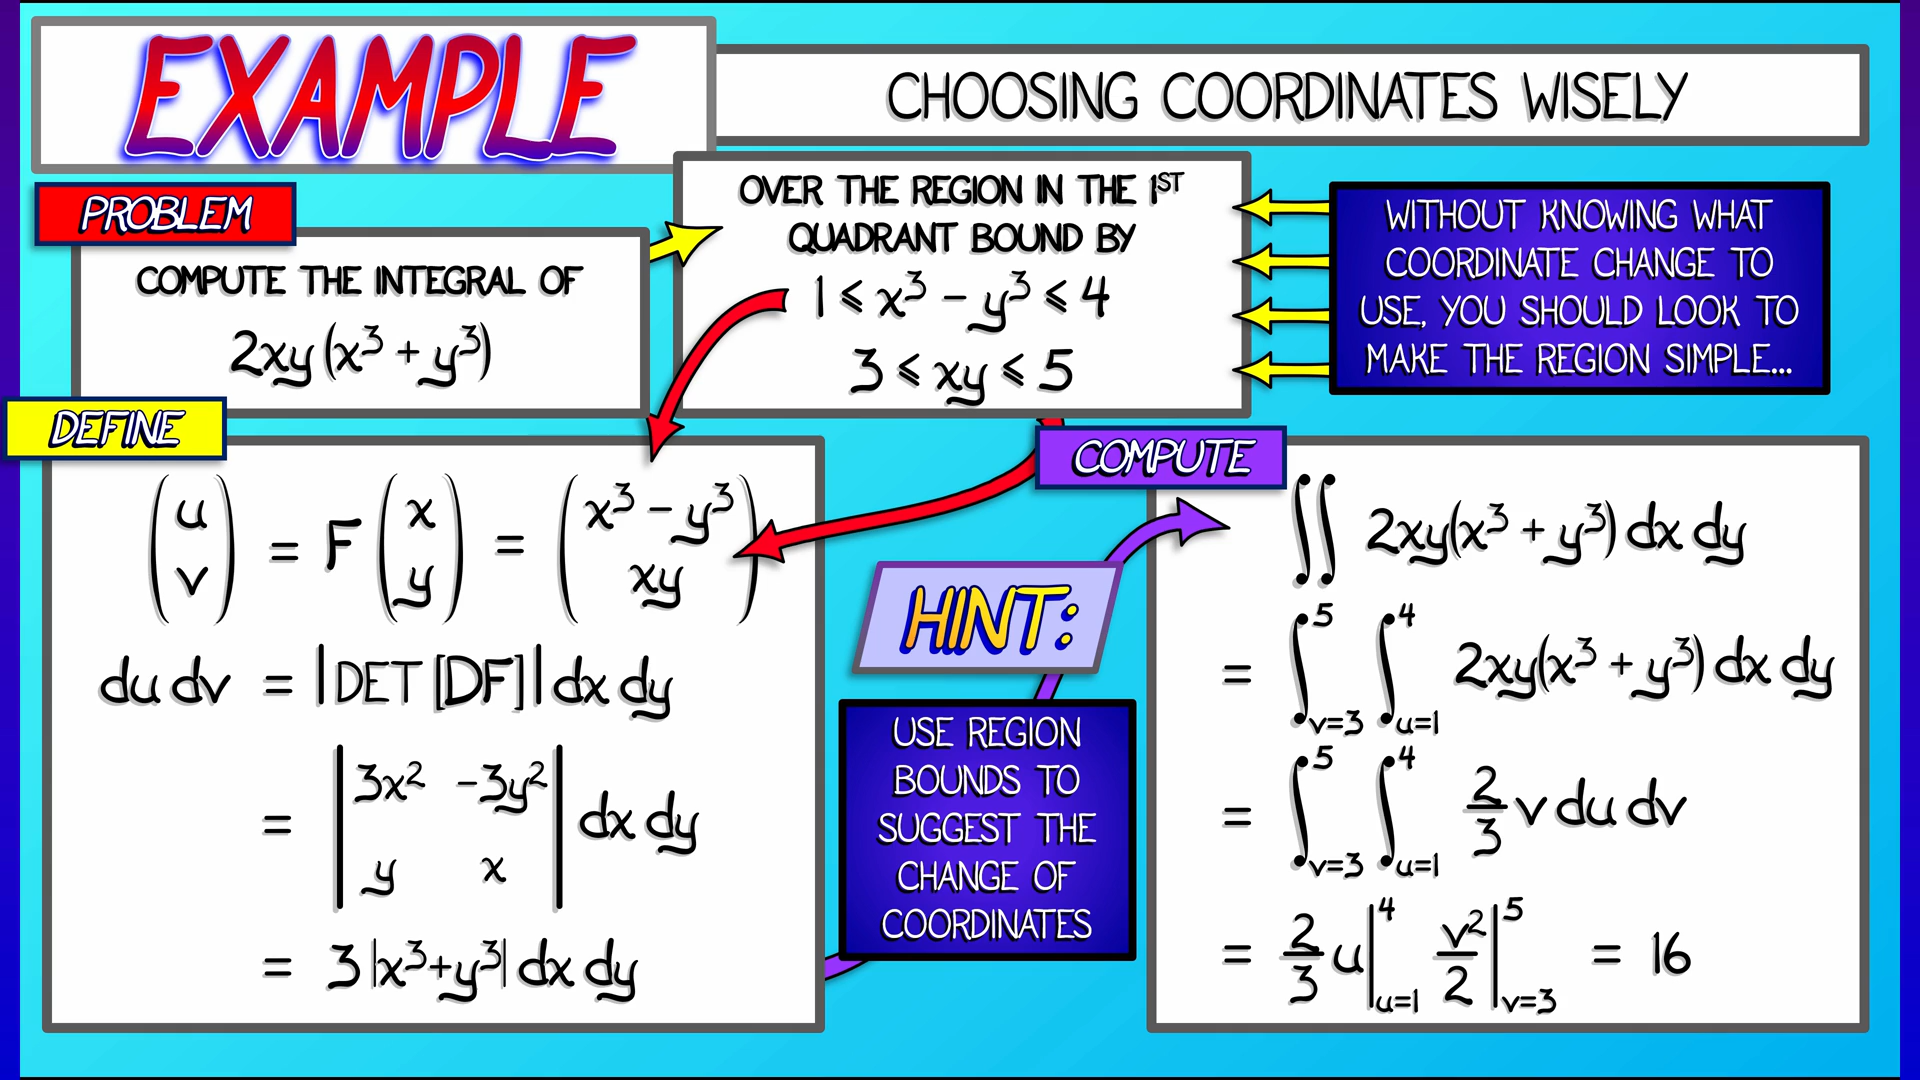 EXAMPLE
CHOOSING COORDINATES WISELY
PROBLEM
COMPUTE THE INTEGRAL OF
2xy(x³ + y³)
OVER THE REGION IN THE 1ST
QUADRANT BOUND BY
1 ⩽ x³ − y³ ⩽ 4
3 ⩽ xy ⩽ 5
WITHOUT KNOWING WHAT
COORDINATE CHANGE TO
USE, YOU SHOULD LOOK TO
MAKE THE REGION SIMPLE...
DEFINE
(u v) = F (x y) = (x³ − y³ xy)
du dv = |DET [DF]| dx dy
= |3x² −3y² y x| dx dy
= 3|x³+y³| dx dy
HINT:
USE REGION
BOUNDS TO
SUGGEST THE
CHANGE OF
COORDINATES
COMPUTE
∬ 2xy(x³ + y³) dx dy
= ∫_{v=3}^{5} ∫_{u=1}^{4} 2xy(x³ + y³) dx dy
= ∫_{v=3}^{5} ∫_{u=1}^{4} 2/3 v du dv
= 2/3 u|_{u=1}^{4} v²/2|_{v=3}^{5} = 16